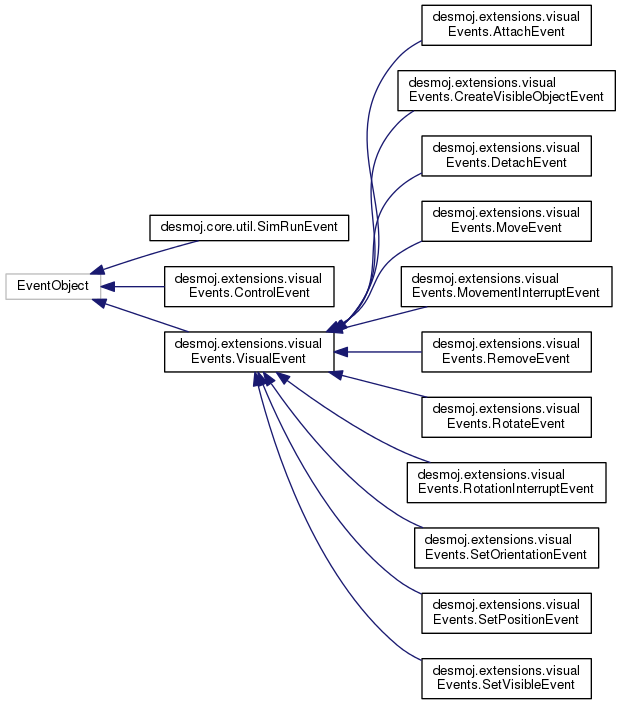 EventObject
desmoj.core.util.SimRunEvent
desmoj.extensions.visual
Events.ControlEvent
desmoj.extensions.visual
Events.VisualEvent
desmoj.extensions.visual
Events.AttachEvent
desmoj.extensions.visual
Events.CreateVisibleObjectEvent
desmoj.extensions.visual
Events.DetachEvent
desmoj.extensions.visual
Events.MoveEvent
desmoj.extensions.visual
Events.MovementInterruptEvent
desmoj.extensions.visual
Events.RemoveEvent
desmoj.extensions.visual
Events.RotateEvent
desmoj.extensions.visual
Events.RotationInterruptEvent
desmoj.extensions.visual
Events.SetOrientationEvent
desmoj.extensions.visual
Events.SetPositionEvent
desmoj.extensions.visual
Events.SetVisibleEvent